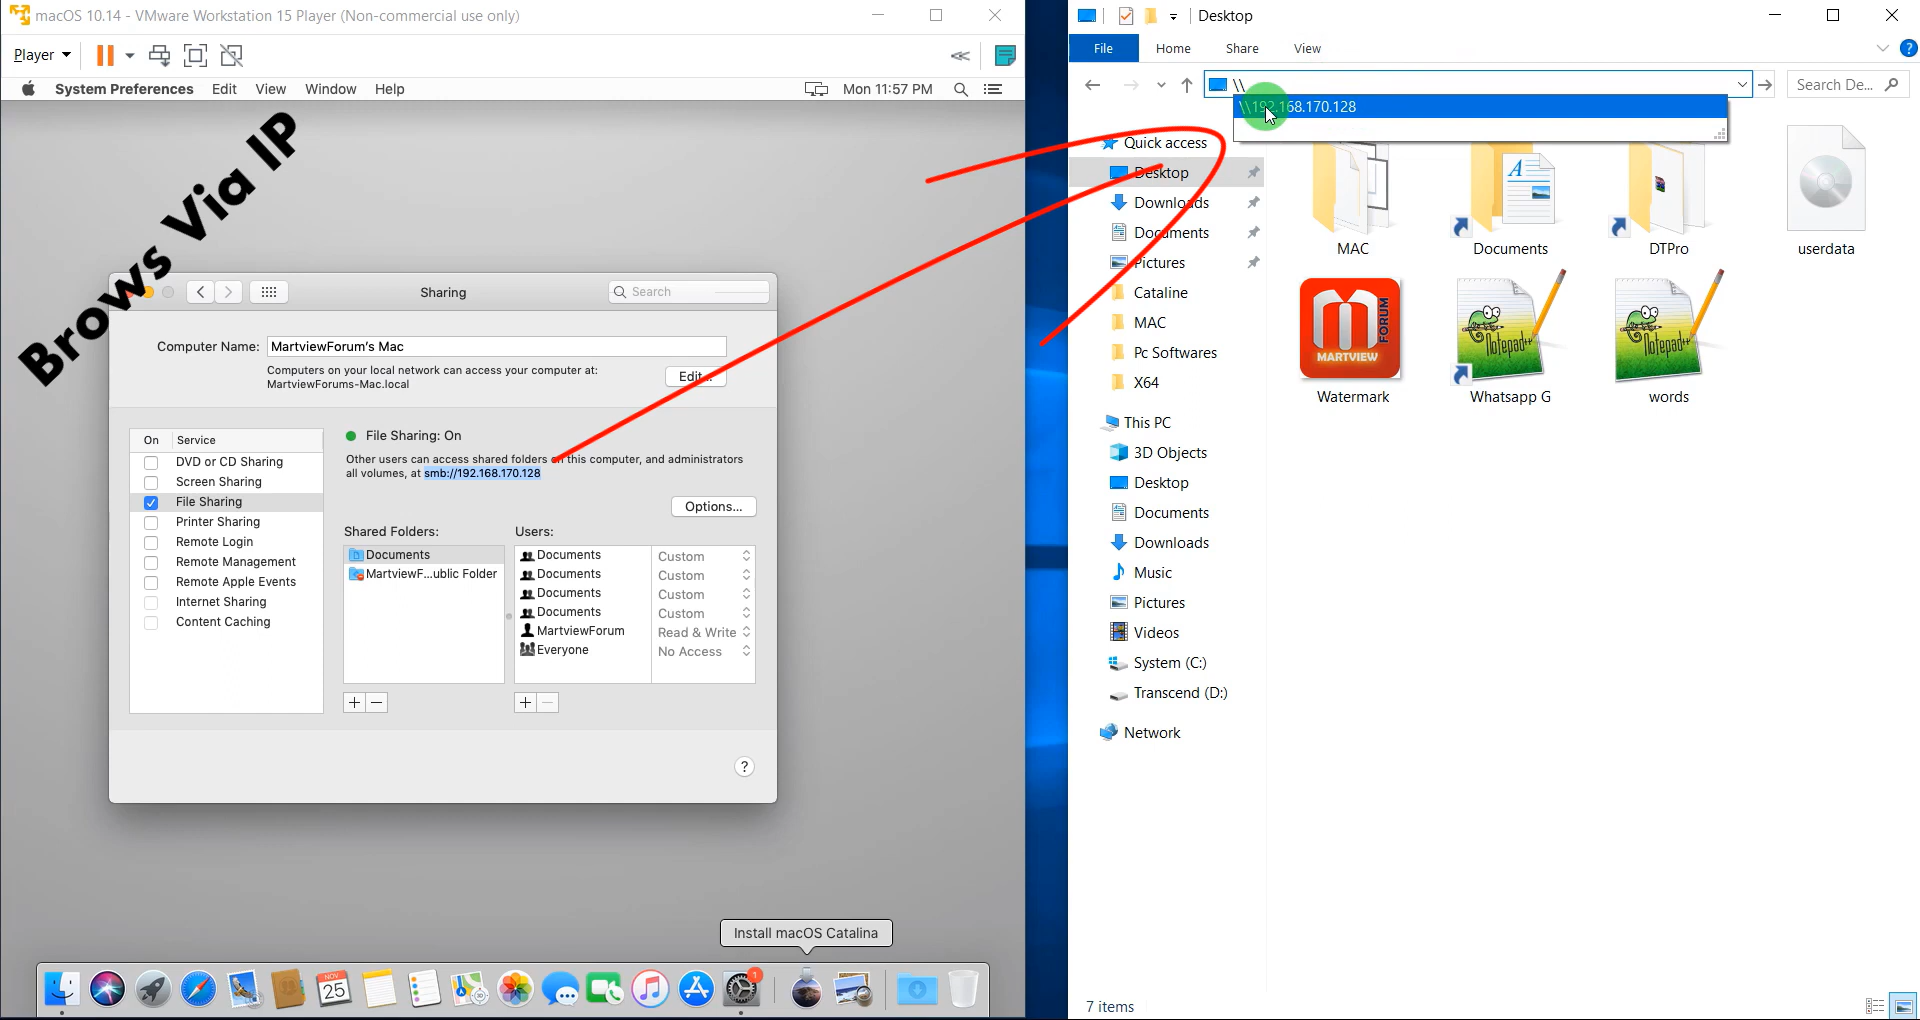 macOS 10.14 - VMware Workstation 15 Player (Non-commercial use only)
Player
System Preferences Edit View Window Help Mon 11:57 PM
Brows Via IP
Sharing
Search
Computer Name: MartviewForum's Mac
Computers on your local network can access your computer at:
MartviewForums-Mac.local
Edit...
On Service
DVD or CD Sharing
Screen Sharing
File Sharing
Printer Sharing
Remote Login
Remote Management
Remote Apple Events
Internet Sharing
Content Caching
File Sharing: On
Other users can access shared folders on this computer, and administrators
all volumes, at smb://192.168.170.128
Options...
Shared Folders:
Documents
MartviewF...ublic Folder
Users:
Documents Custom
Documents Custom
Documents Custom
Documents Custom
MartviewForum Read & Write
Everyone No Access
+ −
+ −
?
Install macOS Catalina
NOV
25
1
Desktop
File Home Share View
?
\\
Search De...
\\192.168.170.128
Quick access
Desktop
Downloads
Documents
Pictures
Cataline
MAC
Pc Softwares
X64
This PC
3D Objects
Desktop
Documents
Downloads
Music
Pictures
Videos
System (C:)
Transcend (D:)
Network
MAC
Documents
DTPro
userdata
MARTVIEW
FORUM
Watermark
Notepad++
Whatsapp G
Notepad++
words
7 items